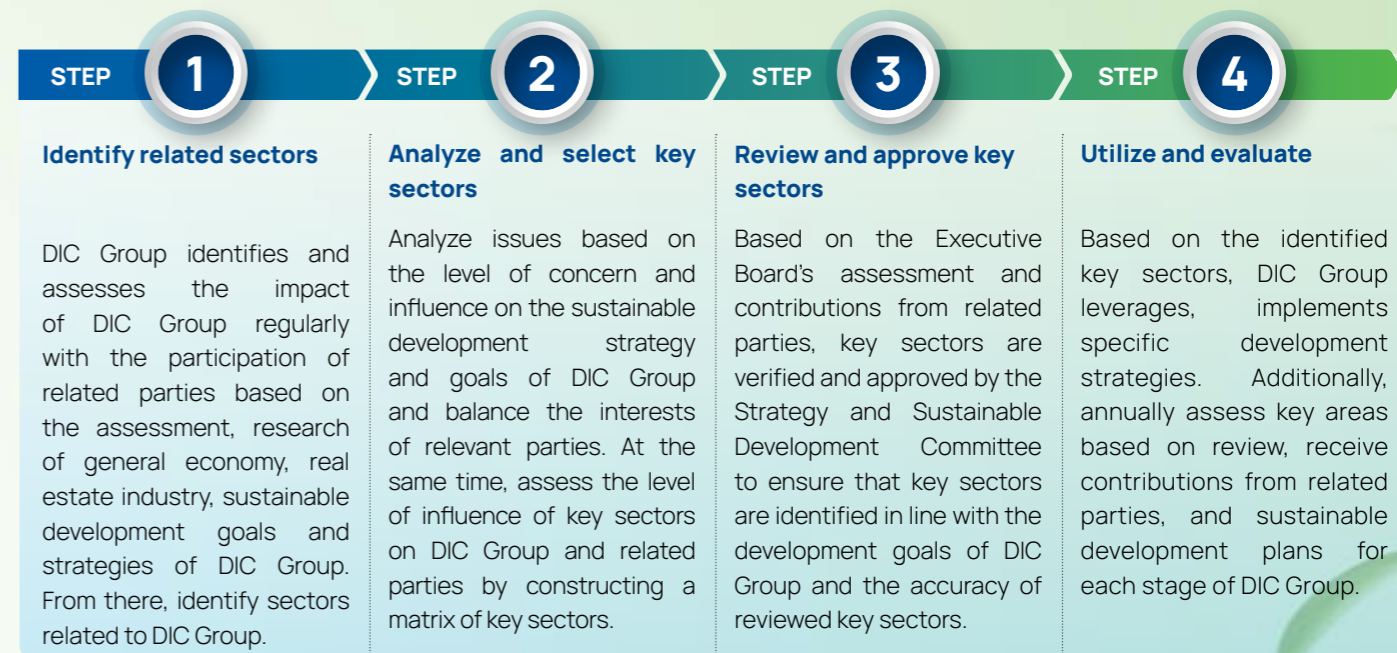 STEP 1
Identify related sectors
DIC Group identifies and
assesses the impact
of DIC Group regularly
with the participation of
related parties based on
the assessment, research
of general economy, real
estate industry, sustainable
development goals and
strategies of DIC Group.
From there, identify sectors
related to DIC Group.
STEP 2
Analyze and select key
sectors
Analyze issues based on
the level of concern and
influence on the sustainable
development strategy
and goals of DIC Group
and balance the interests
of relevant parties. At the
same time, assess the level
of influence of key sectors
on DIC Group and related
parties by constructing a
matrix of key sectors.
STEP 3
Review and approve key
sectors
Based on the Executive
Board's assessment and
contributions from related
parties, key sectors are
verified and approved by the
Strategy and Sustainable
Development Committee
to ensure that key sectors
are identified in line with the
development goals of DIC
Group and the accuracy of
reviewed key sectors.
STEP 4
Utilize and evaluate
Based on the identified
key sectors, DIC Group
leverages, implements
specific development
strategies. Additionally,
annually assess key areas
based on review, receive
contributions from related
parties, and sustainable
development plans for
each stage of DIC Group.